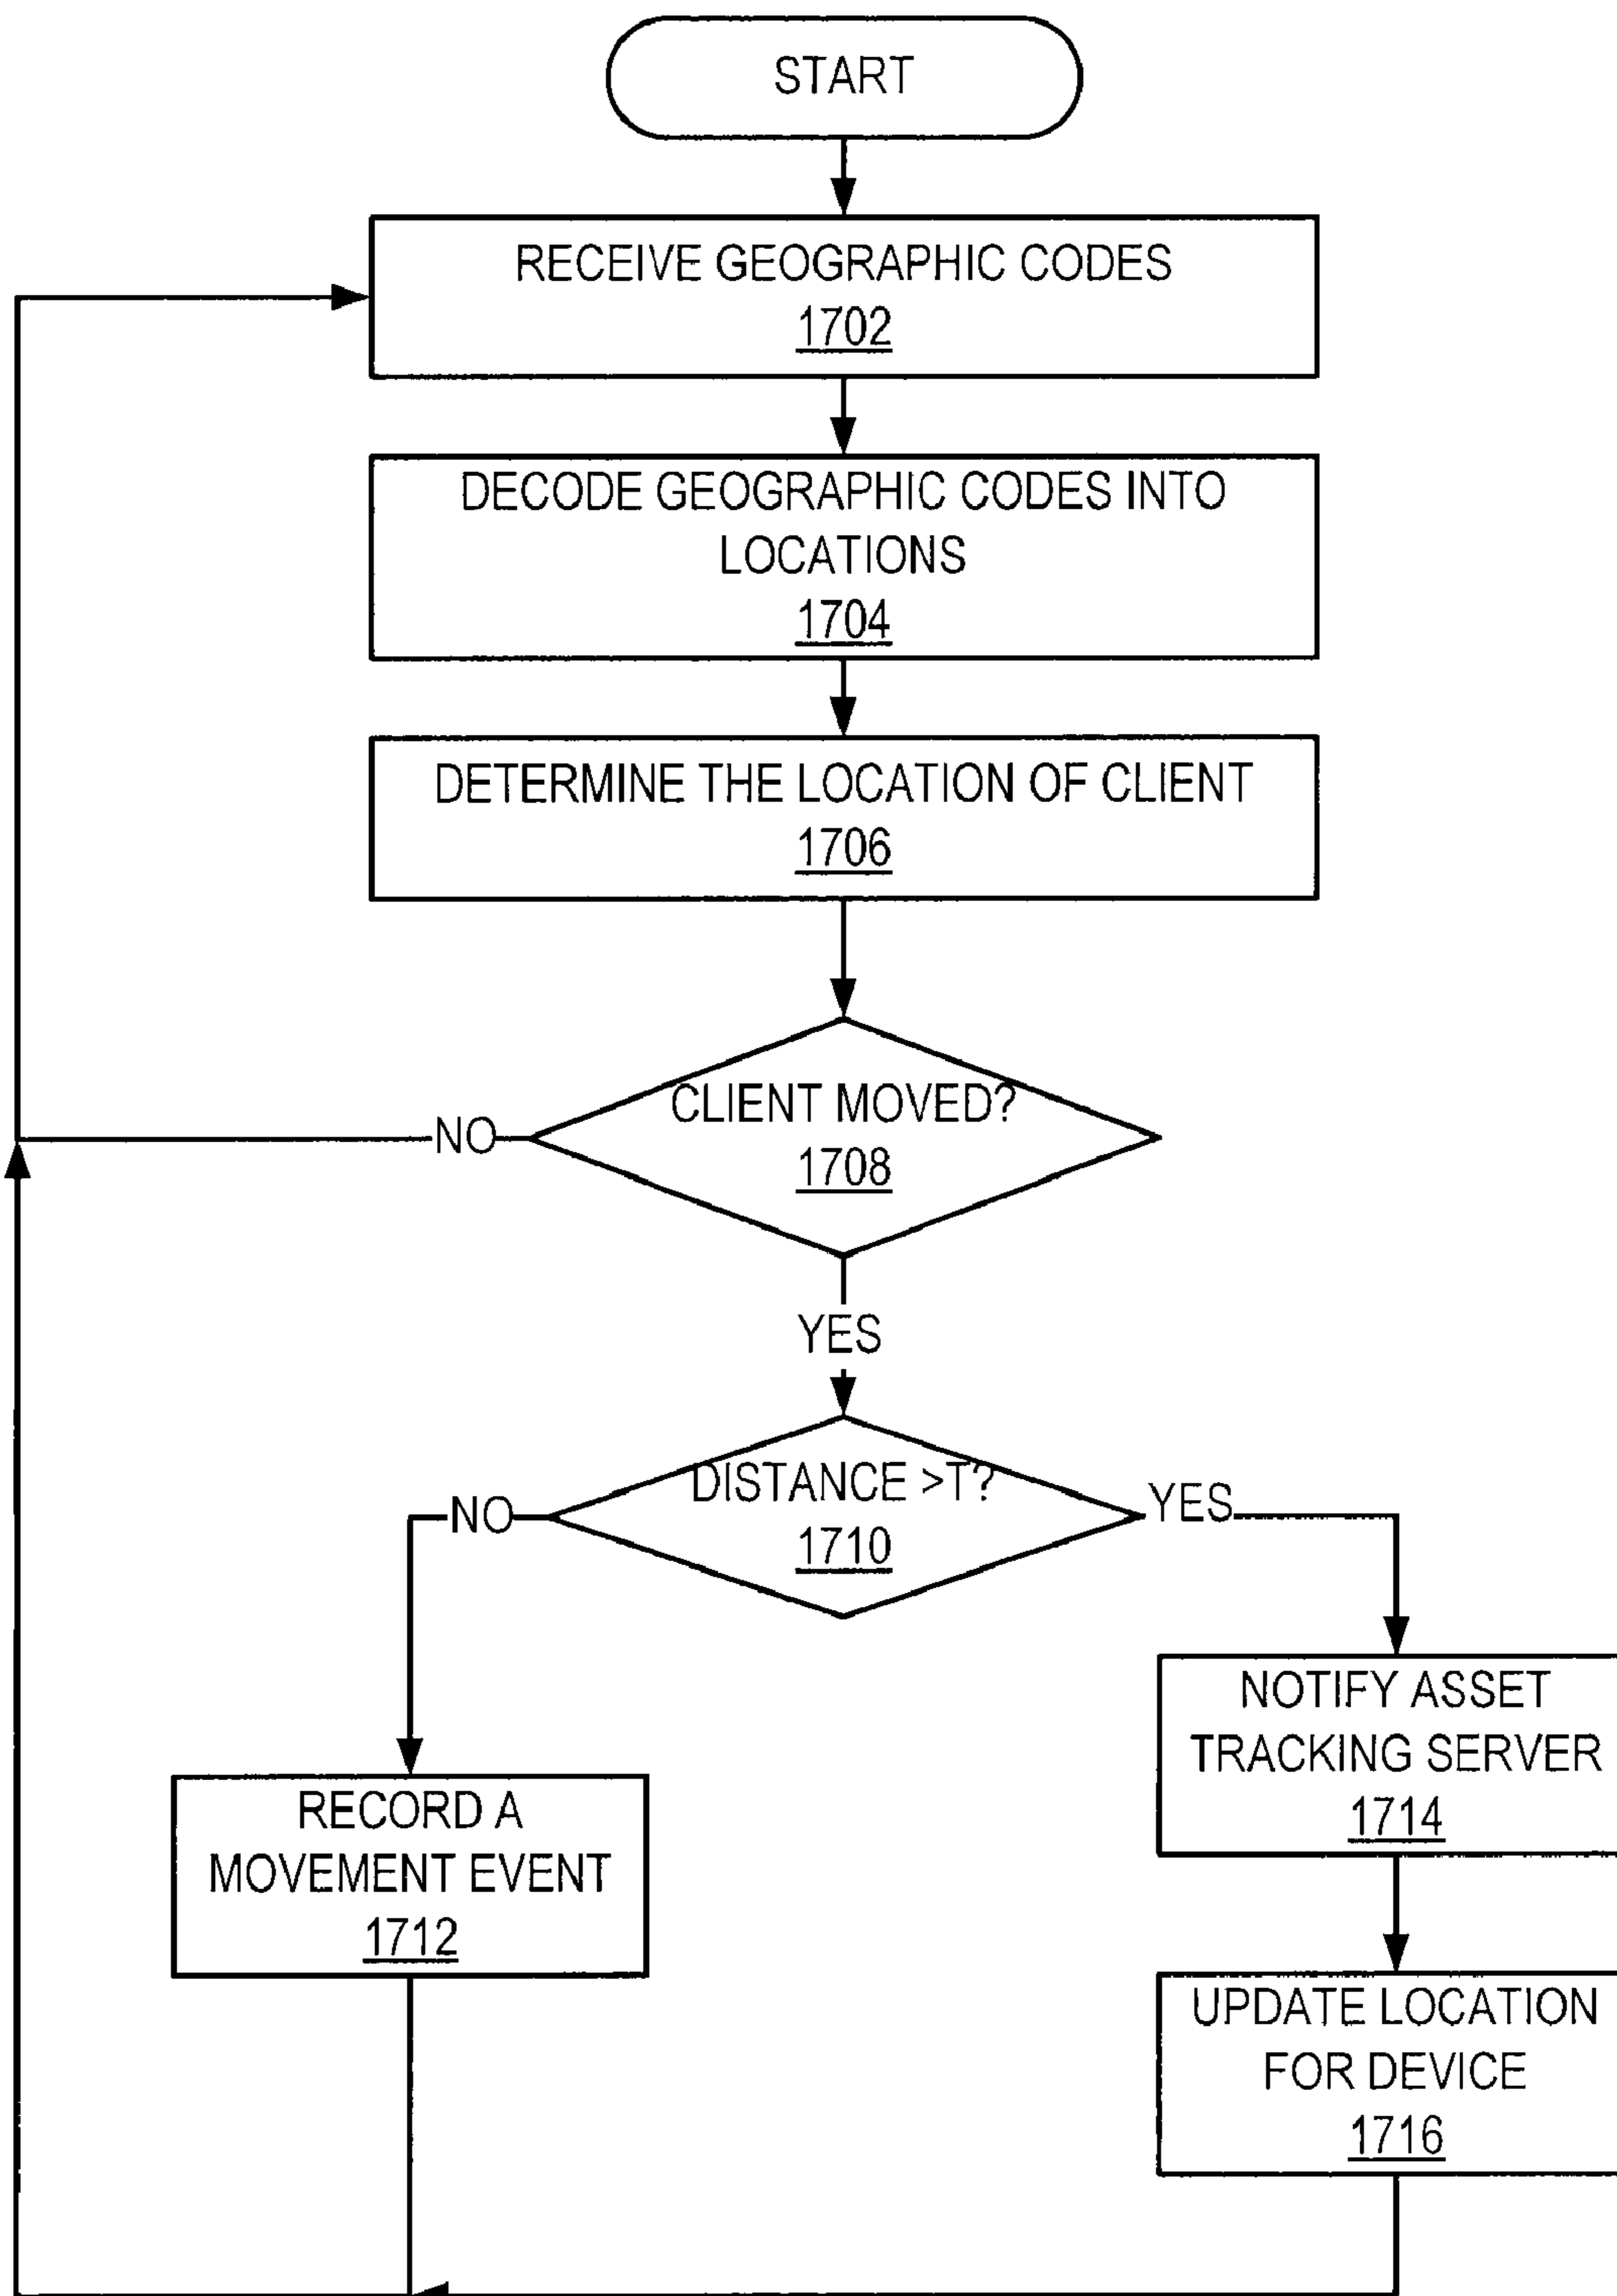 START
RECEIVE GEOGRAPHIC CODES
1702
DECODE GEOGRAPHIC CODES INTO
LOCATIONS
1704
DETERMINE THE LOCATION OF CLIENT
1706
CLIENT MOVED?
1708
NO
YES
DISTANCE >T?
1710
NO
YES
RECORD A
MOVEMENT EVENT
1712
NOTIFY ASSET
TRACKING SERVER
1714
UPDATE LOCATION
FOR DEVICE
1716